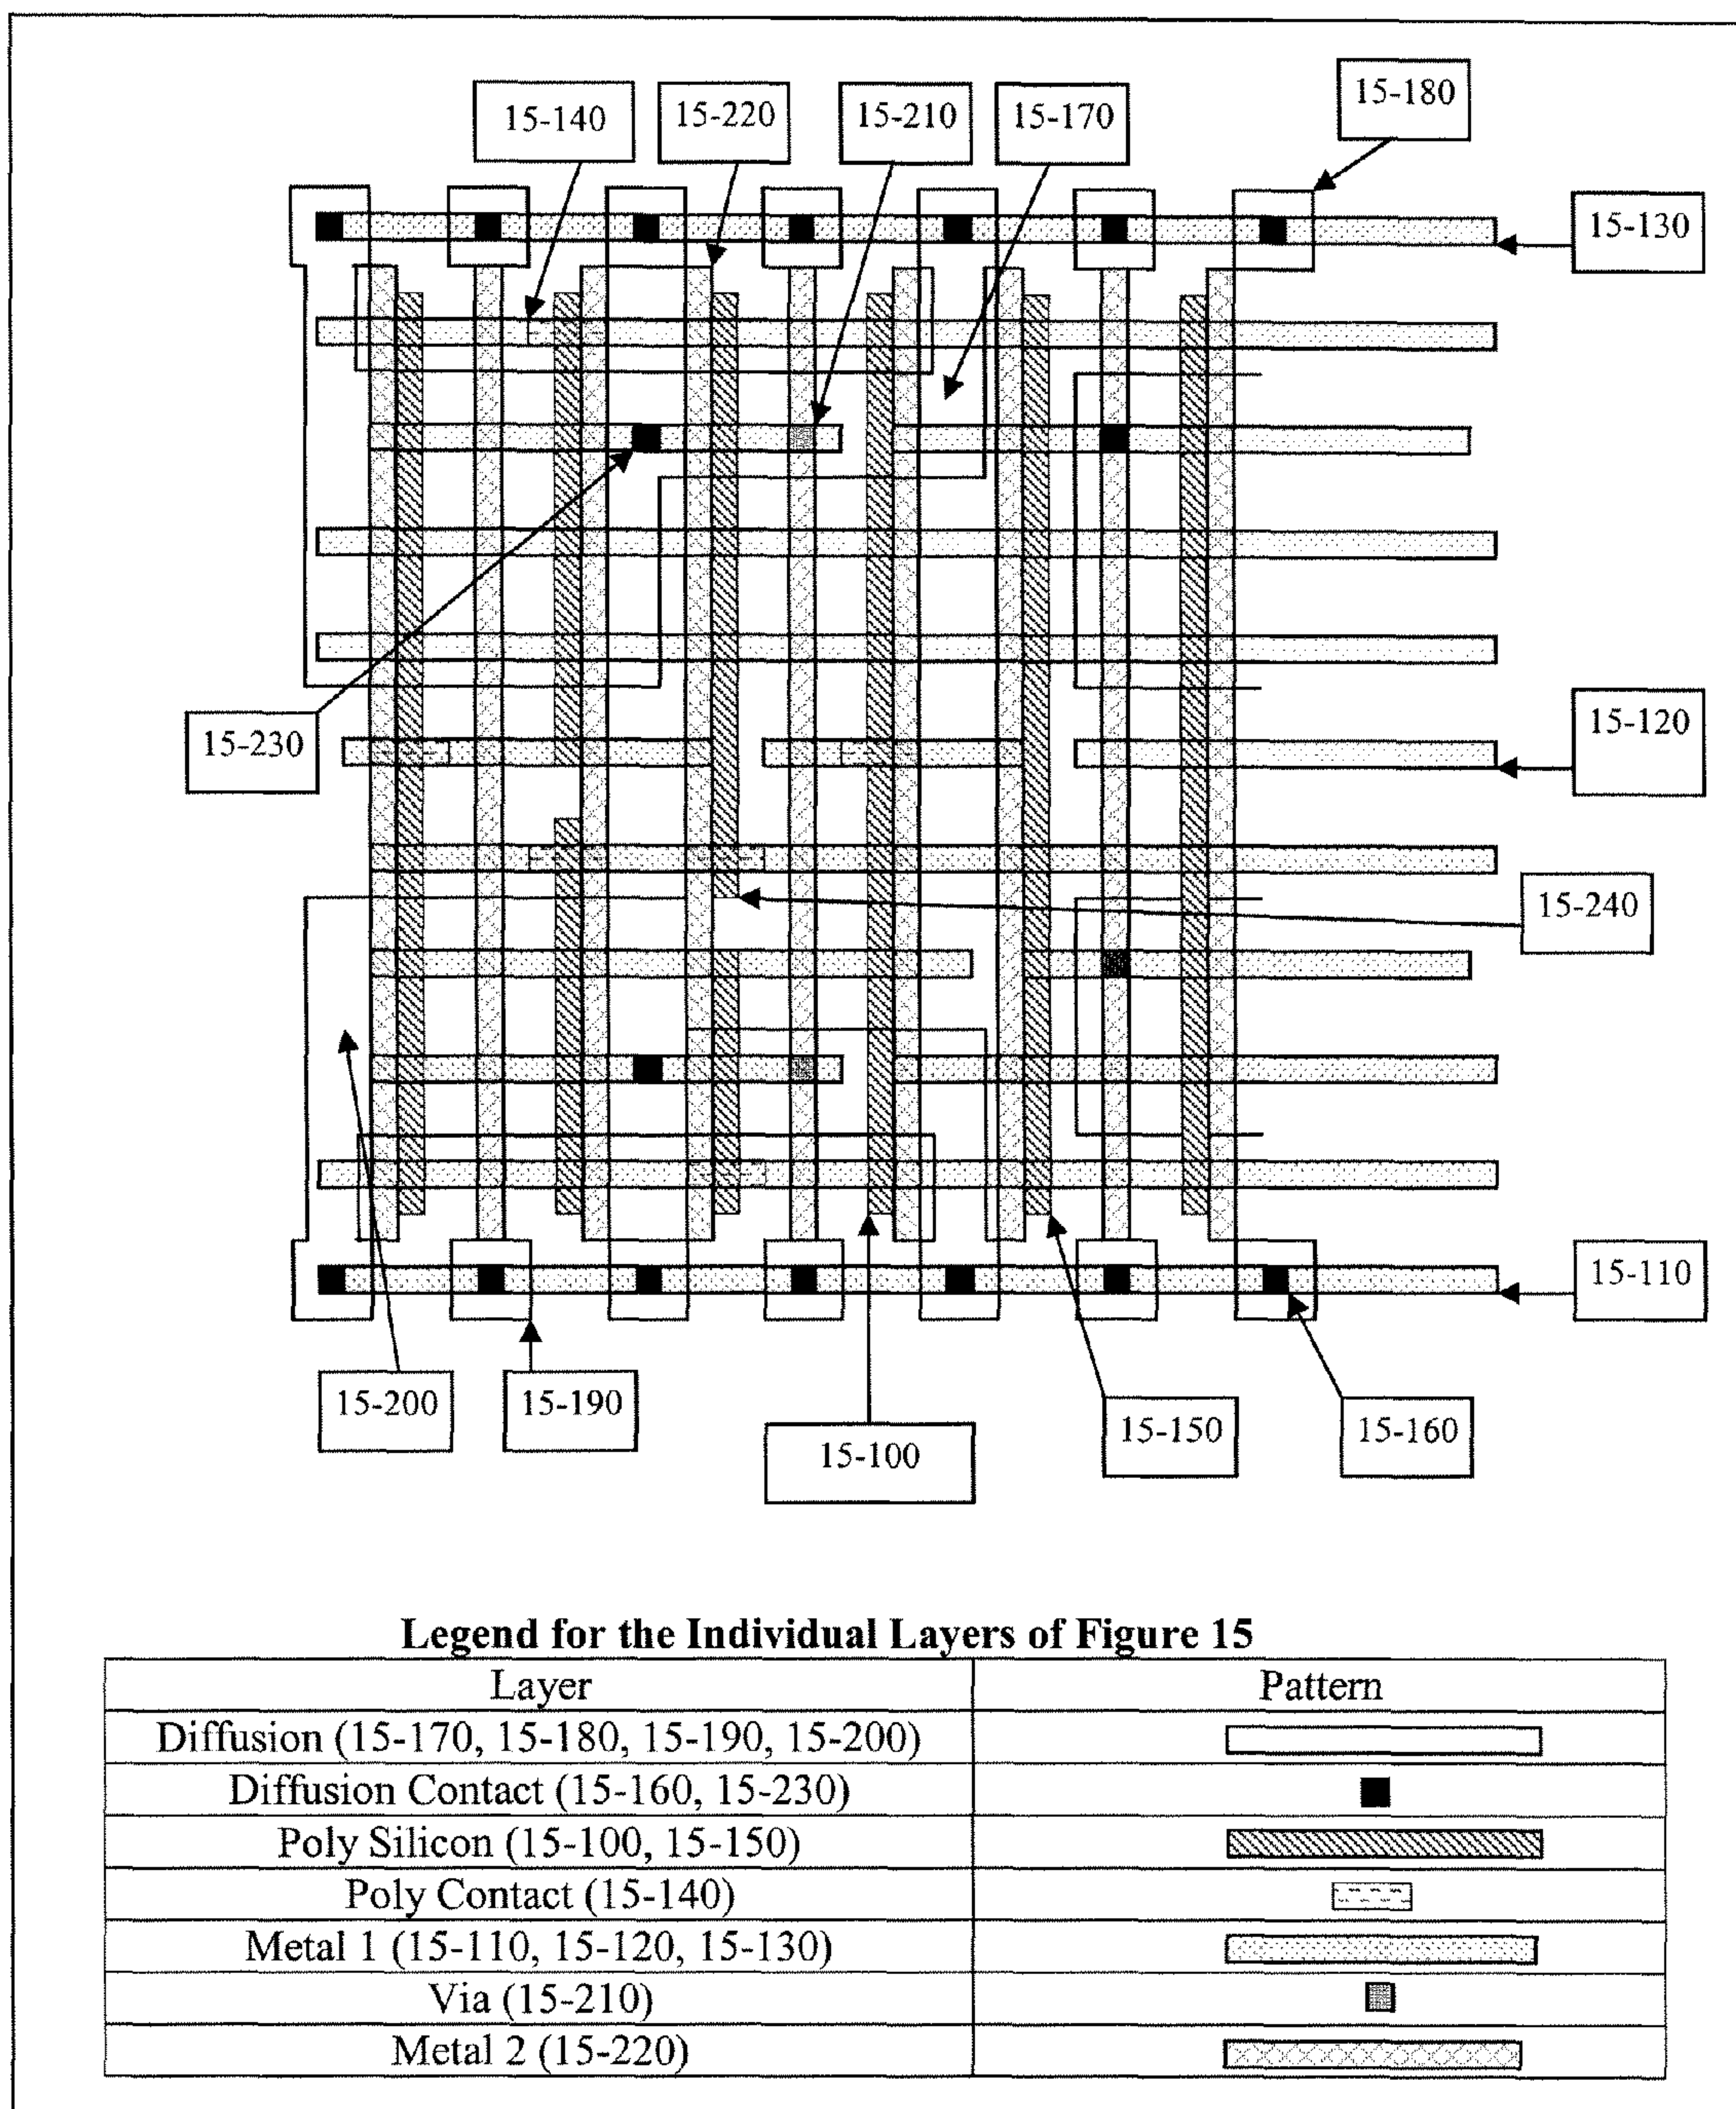 15-140
15-220
15-210
15-170
15-180
15-130
15-230
15-120
15-240
15-110
15-200
15-190
15-100
15-150
15-160
Legend for the Individual Layers of Figure 15
Layer Pattern
Diffusion (15-170, 15-180, 15-190, 15-200)
Diffusion Contact (15-160, 15-230)
Poly Silicon (15-100, 15-150)
Poly Contact (15-140)
Metal 1 (15-110, 15-120, 15-130)
Via (15-210)
Metal 2 (15-220)